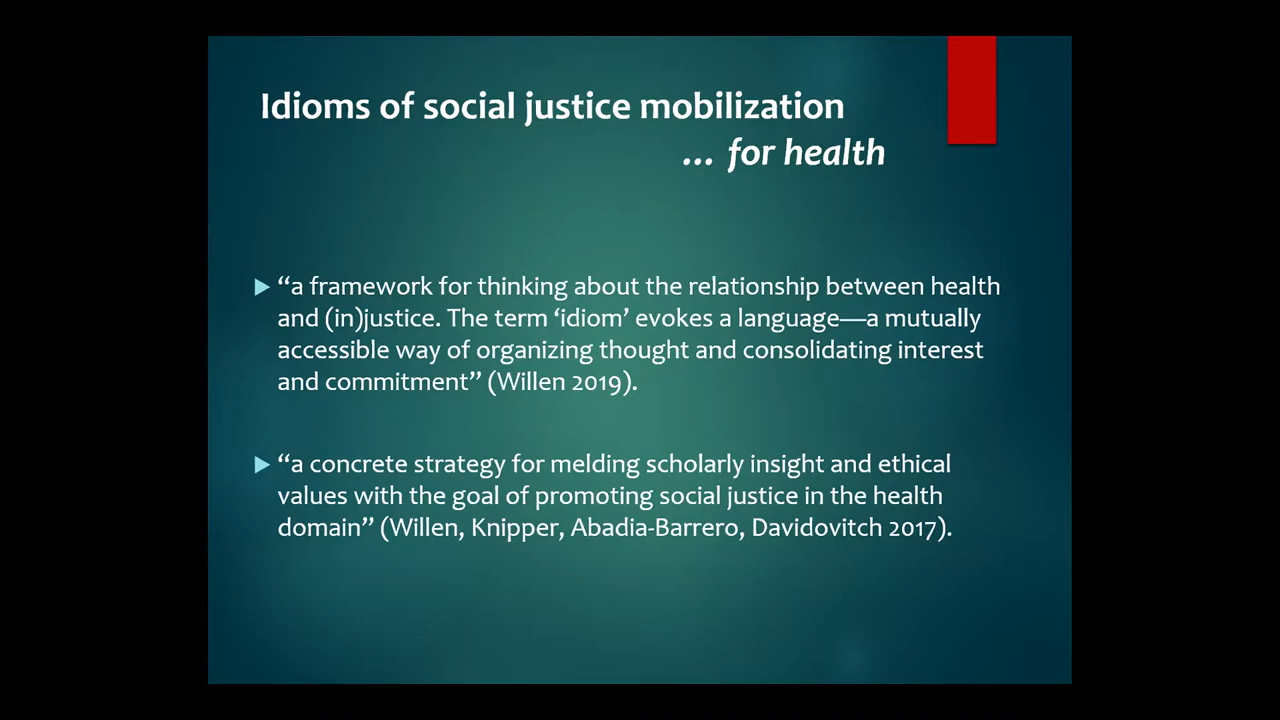 Idioms of social justice mobilization
... for health
“a framework for thinking about the relationship between health
and (in)justice. The term ‘idiom’ evokes a language—a mutually
accessible way of organizing thought and consolidating interest
and commitment” (Willen 2019).
“a concrete strategy for melding scholarly insight and ethical
values with the goal of promoting social justice in the health
domain” (Willen, Knipper, Abadia-Barrero, Davidovitch 2017).